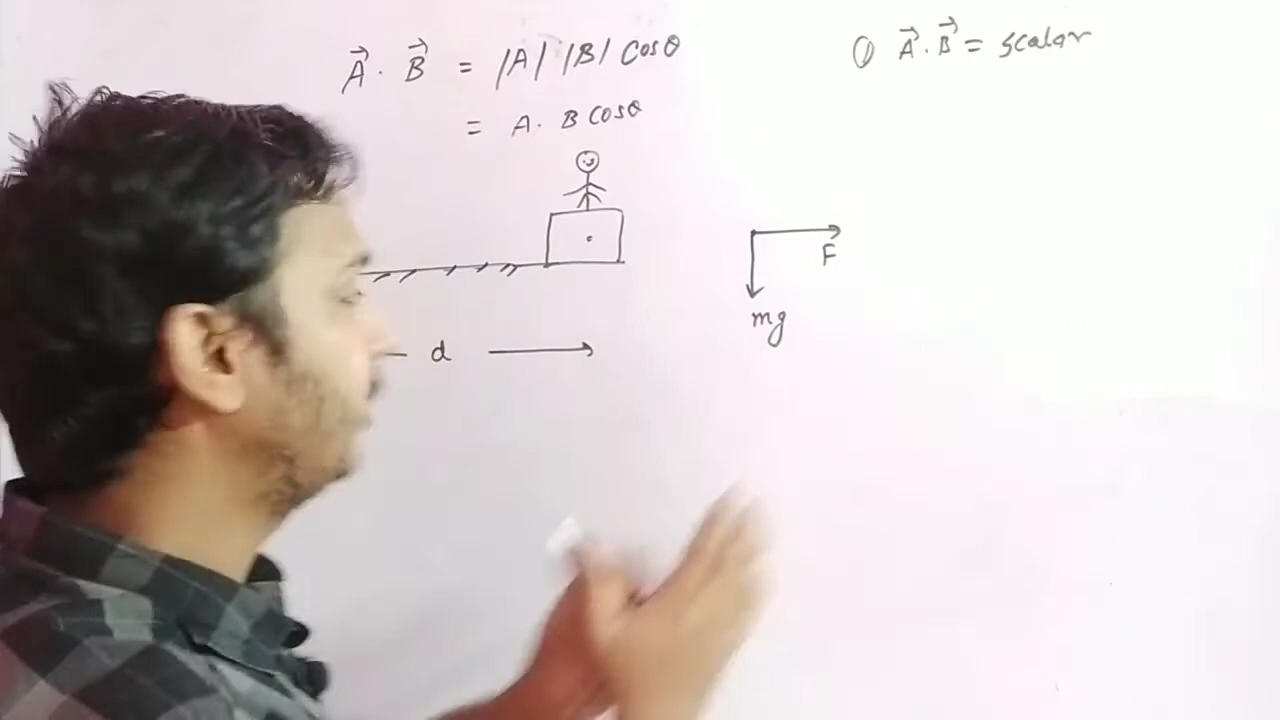 A⃗ . B⃗ = |A| |B| Cosθ
= A. B Cosθ
① A⃗ . B⃗ = scalar
F
mg
d